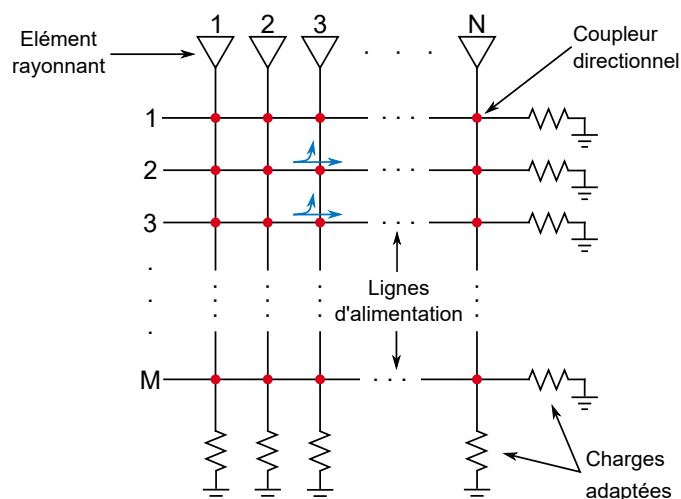 1 2 3 N
Elément
rayonnant
. . .
Coupleur
directionnel
1 . . .
2 . . .
3 . . .
Lignes
d'alimentation
M . . .
Charges
adaptées